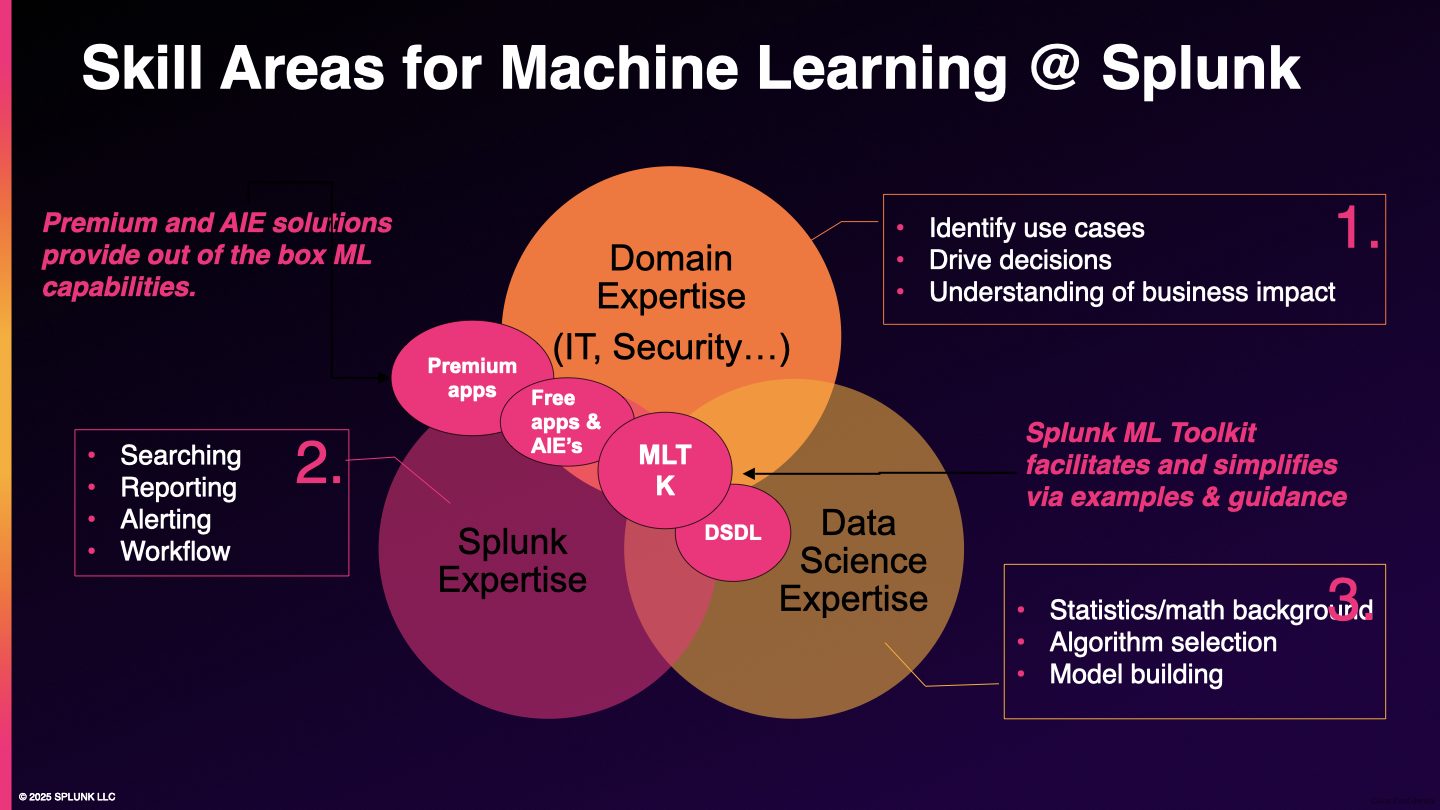 Skill Areas for Machine Learning @ Splunk
Premium and AIE solutions
provide out of the box ML
capabilities.
Domain
Expertise
(IT, Security…)
1.
• Identify use cases
• Drive decisions
• Understanding of business impact
Premium
apps
Free
apps &
AIE’s
MLT
K
DSDL
2.
• Searching
• Reporting
• Alerting
• Workflow
Splunk ML Toolkit
facilitates and simplifies
via examples & guidance
Splunk
Expertise
Data
Science
Expertise
3.
• Statistics/math background
• Algorithm selection
• Model building
© 2025 SPLUNK LLC